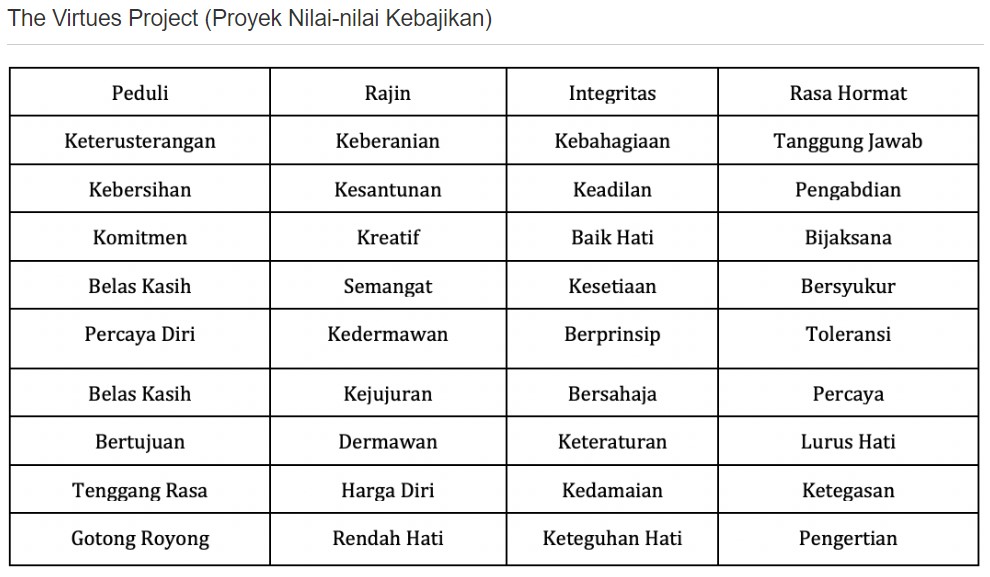 The Virtues Project (Proyek Nilai-nilai Kebajikan)
Peduli Rajin Integritas Rasa Hormat
Keterusterangan Keberanian Kebahagiaan Tanggung Jawab
Kebersihan Kesantunan Keadilan Pengabdian
Komitmen Kreatif Baik Hati Bijaksana
Belas Kasih Semangat Kesetiaan Bersyukur
Percaya Diri Kedermawan Berprinsip Toleransi
Belas Kasih Kejujuran Bersahaja Percaya
Bertujuan Dermawan Keteraturan Lurus Hati
Tenggang Rasa Harga Diri Kedamaian Ketegasan
Gotong Royong Rendah Hati Keteguhan Hati Pengertian